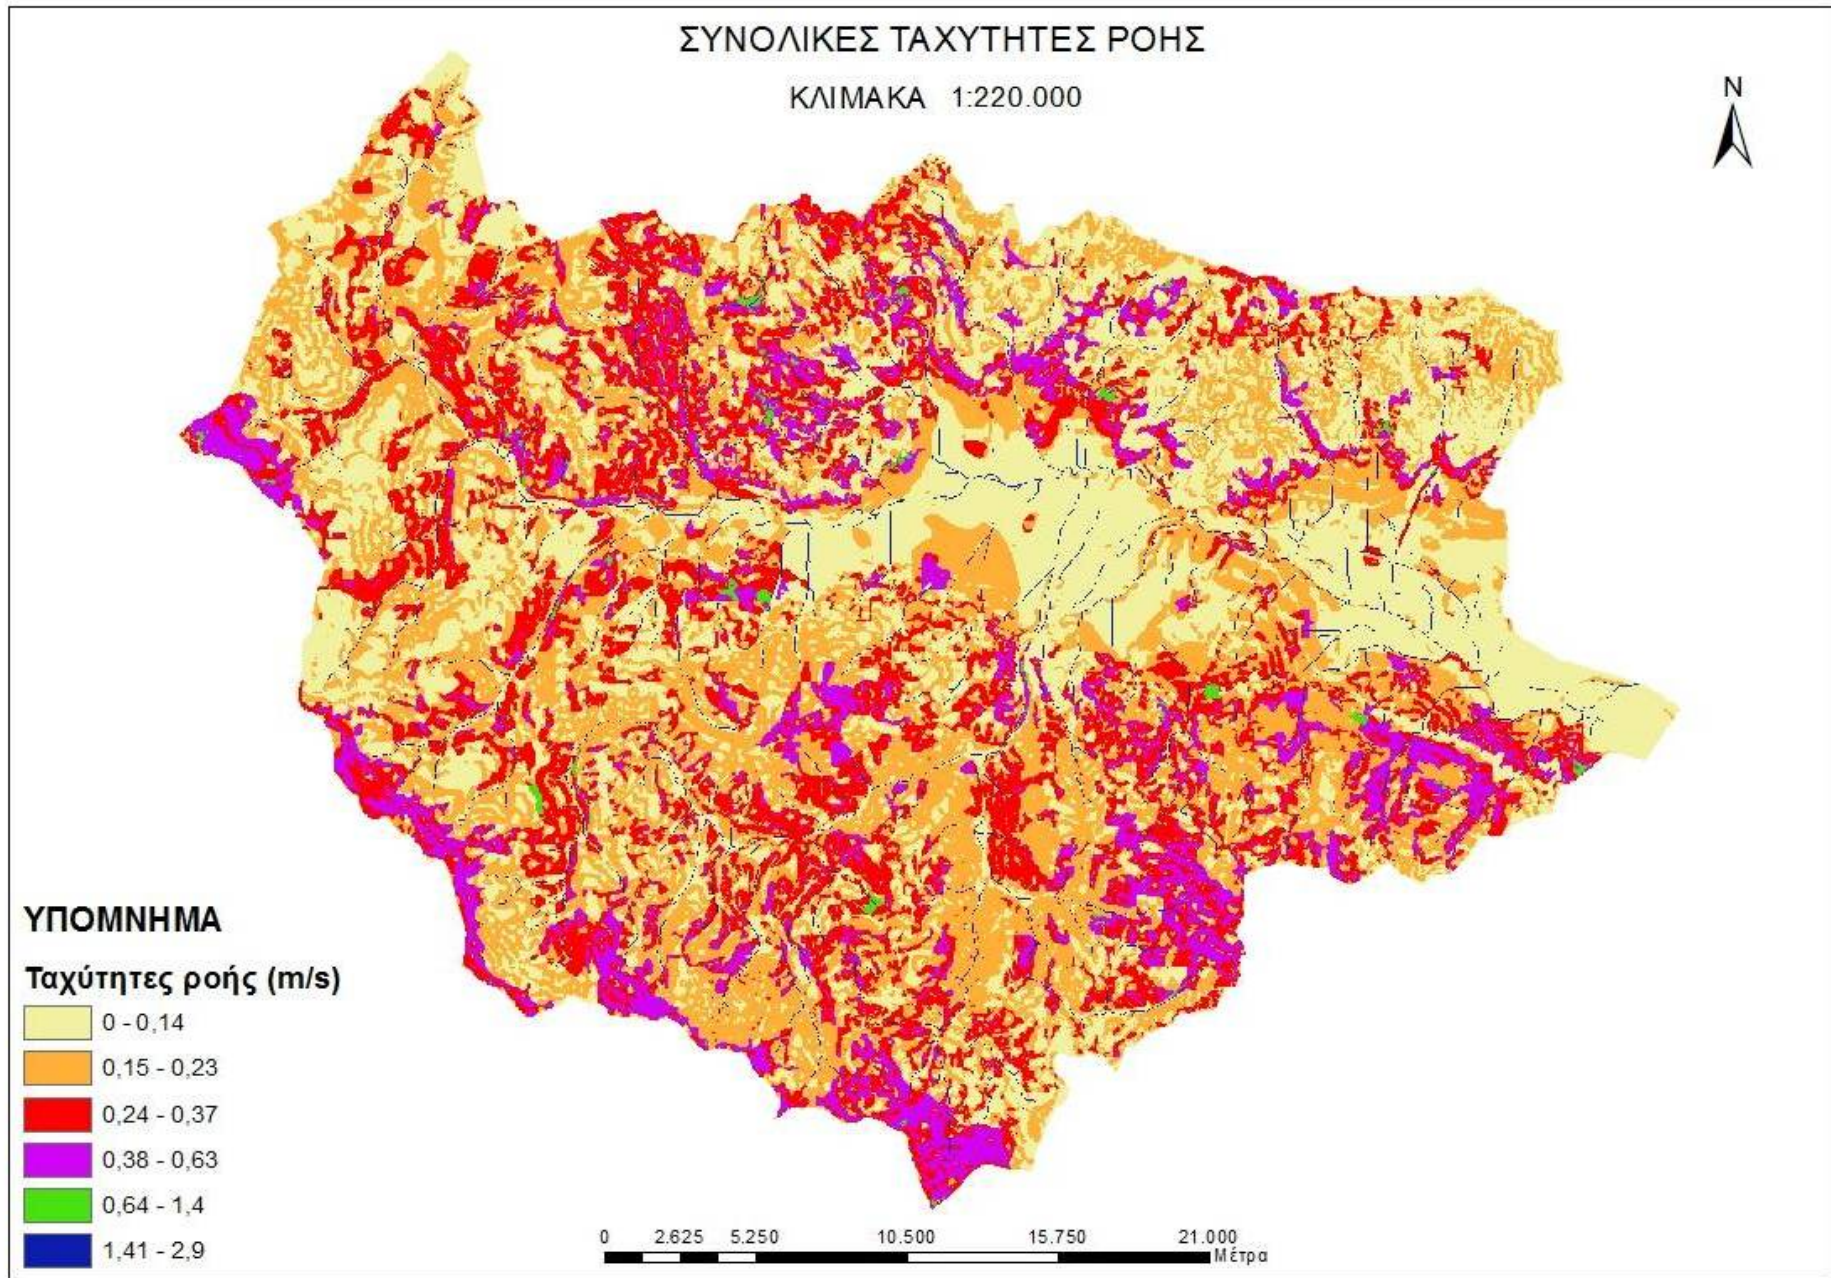 ΣΥΝΟΛΙΚΕΣ ΤΑΧΥΤΗΤΕΣ ΡΟΗΣ
ΚΛΙΜΑΚΑ 1:220.000
N
ΥΠΟΜΝΗΜΑ
Ταχύτητες ροής (m/s)
0 - 0,14
0,15 - 0,23
0,24 - 0,37
0,38 - 0,63
0,64 - 1,4
1,41 - 2,9
0 2.625 5.250 10.500 15.750 21.000
Μέτρα